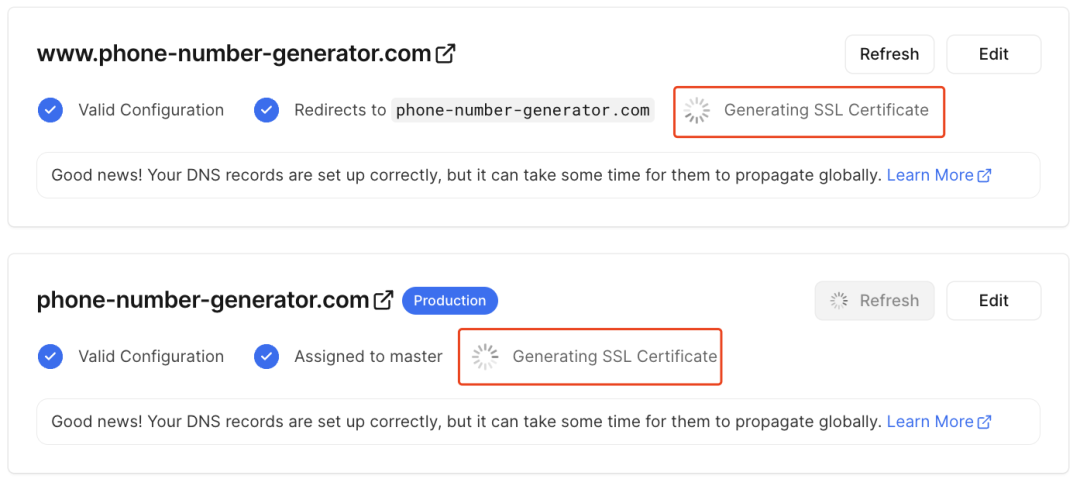 www.phone-number-generator.com Refresh Edit
Valid Configuration Redirects to phone-number-generator.com Generating SSL Certificate
Good news! Your DNS records are set up correctly, but it can take some time for them to propagate globally. Learn More
phone-number-generator.com Production Refresh Edit
Valid Configuration Assigned to master Generating SSL Certificate
Good news! Your DNS records are set up correctly, but it can take some time for them to propagate globally. Learn More